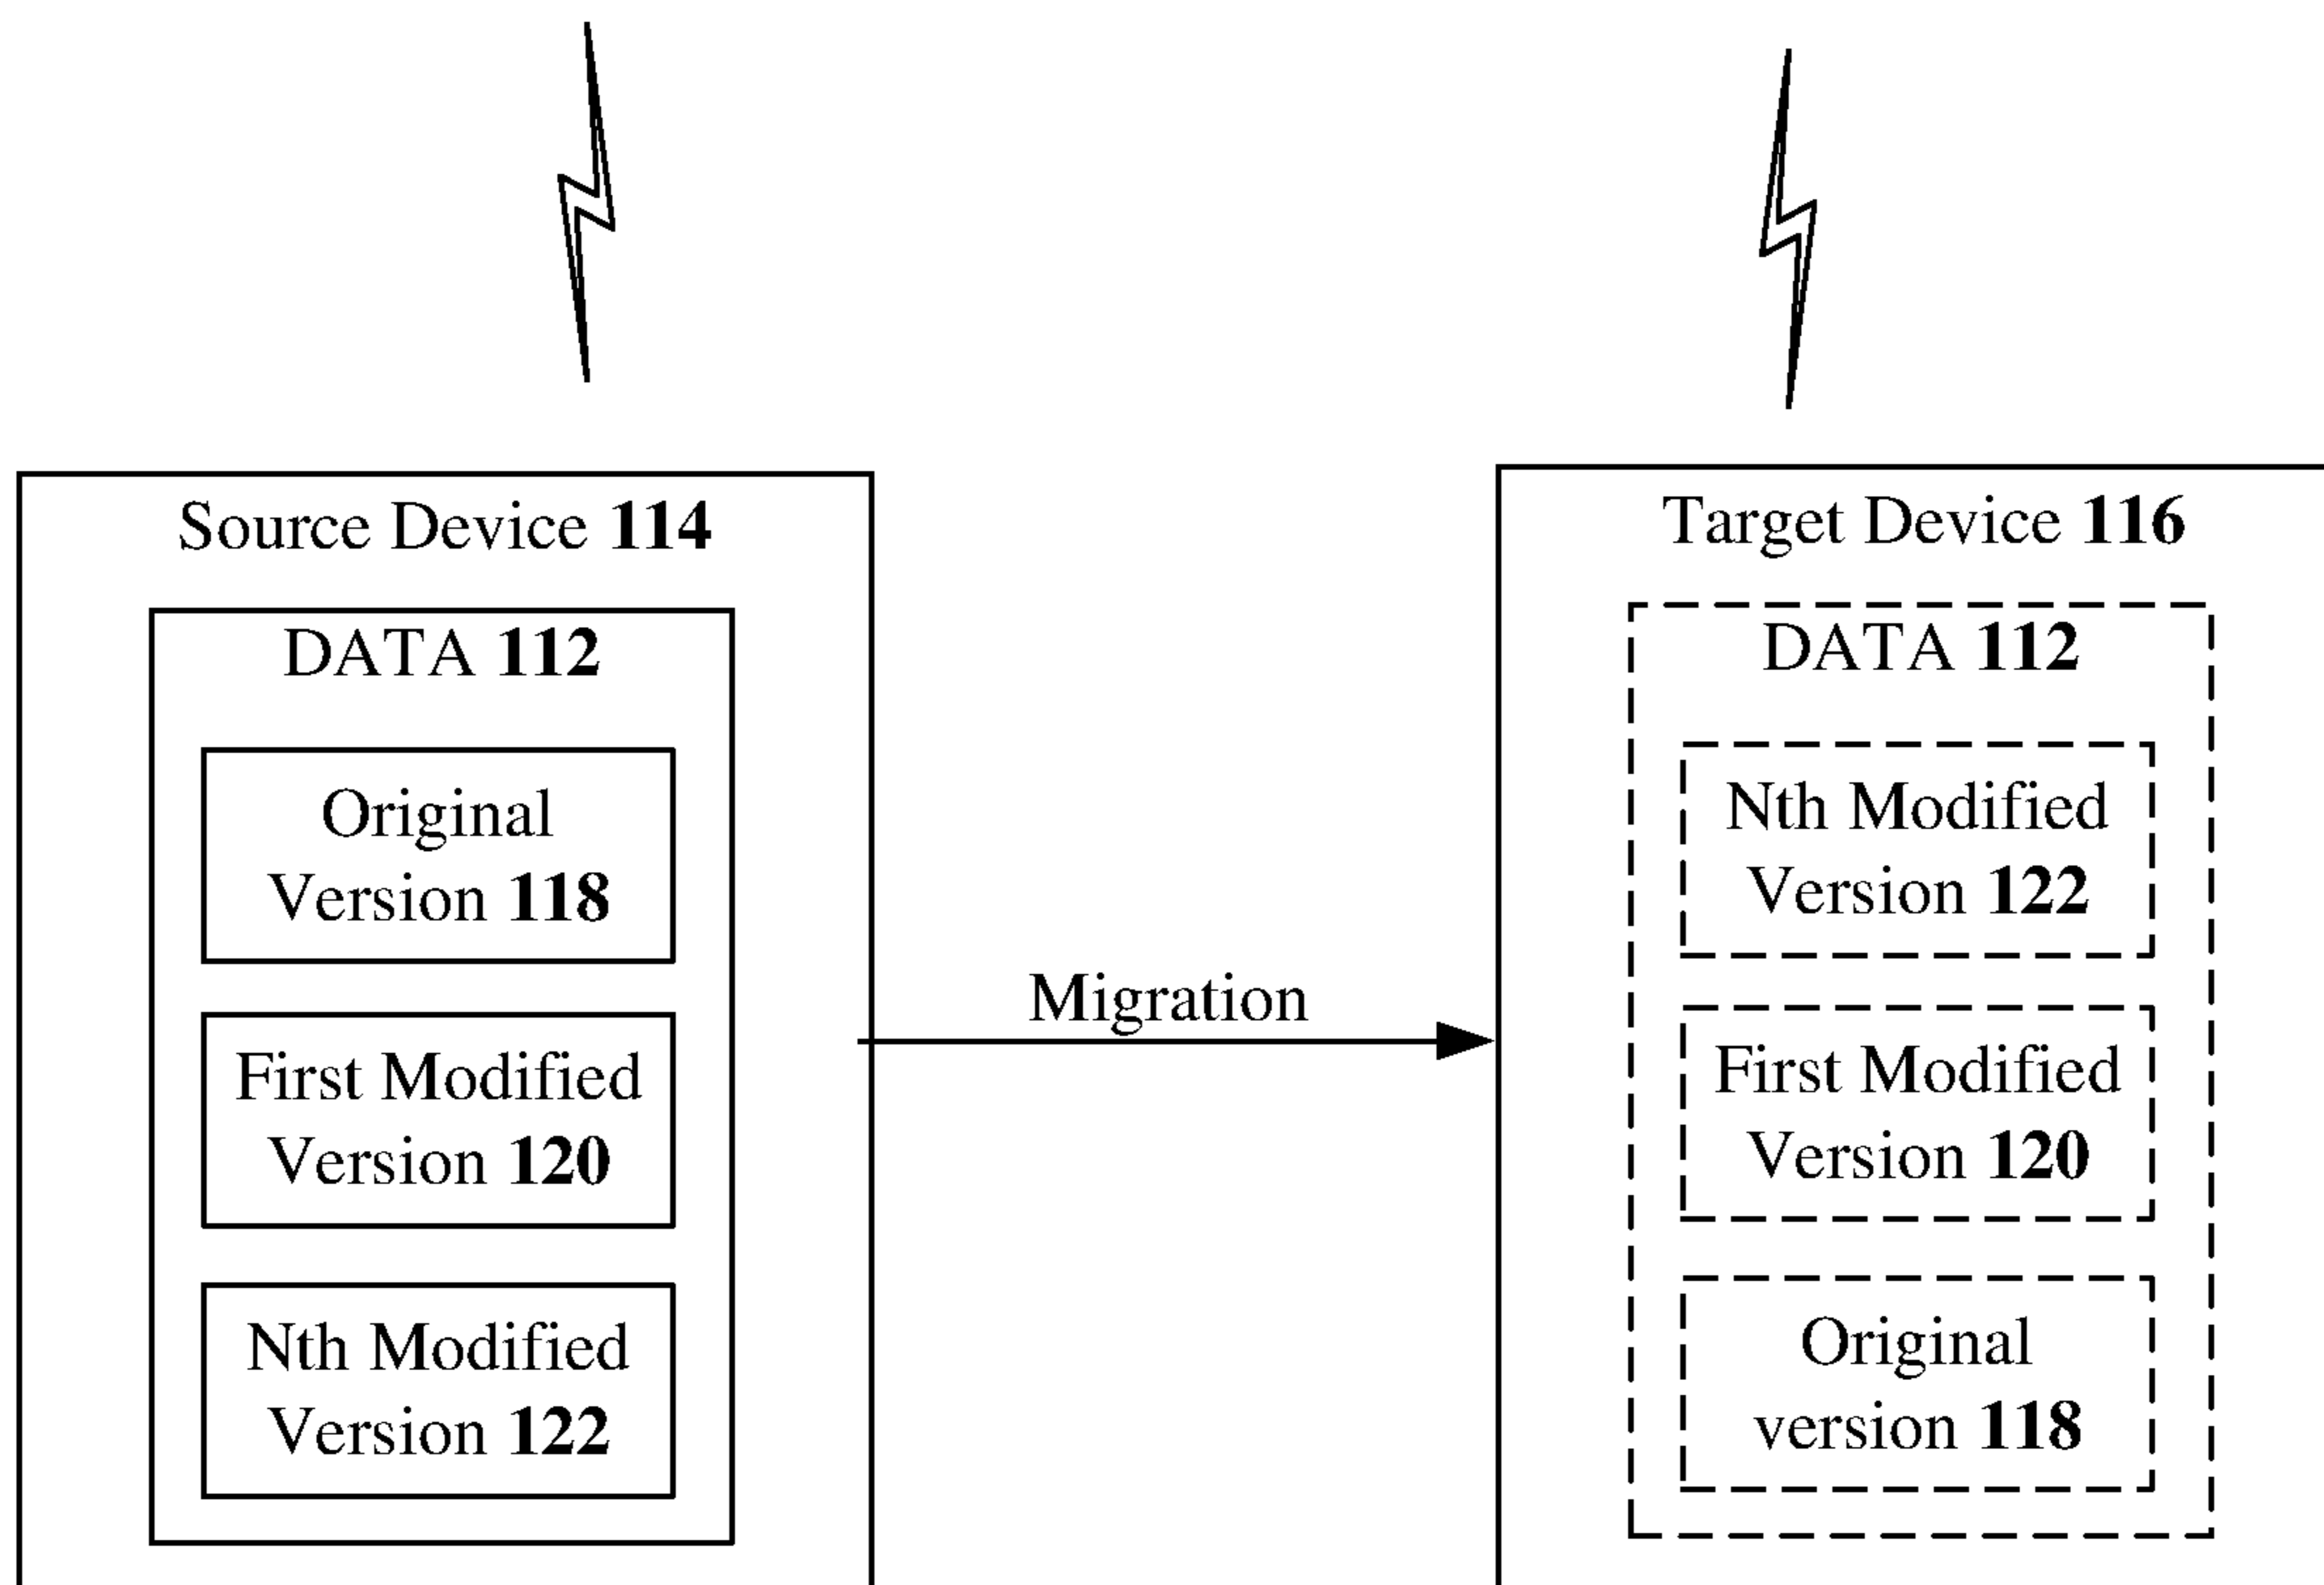 Source Device 114
DATA 112
Original
Version 118
First Modified
Version 120
Nth Modified
Version 122
Migration
Target Device 116
DATA 112
Nth Modified
Version 122
First Modified
Version 120
Original
version 118